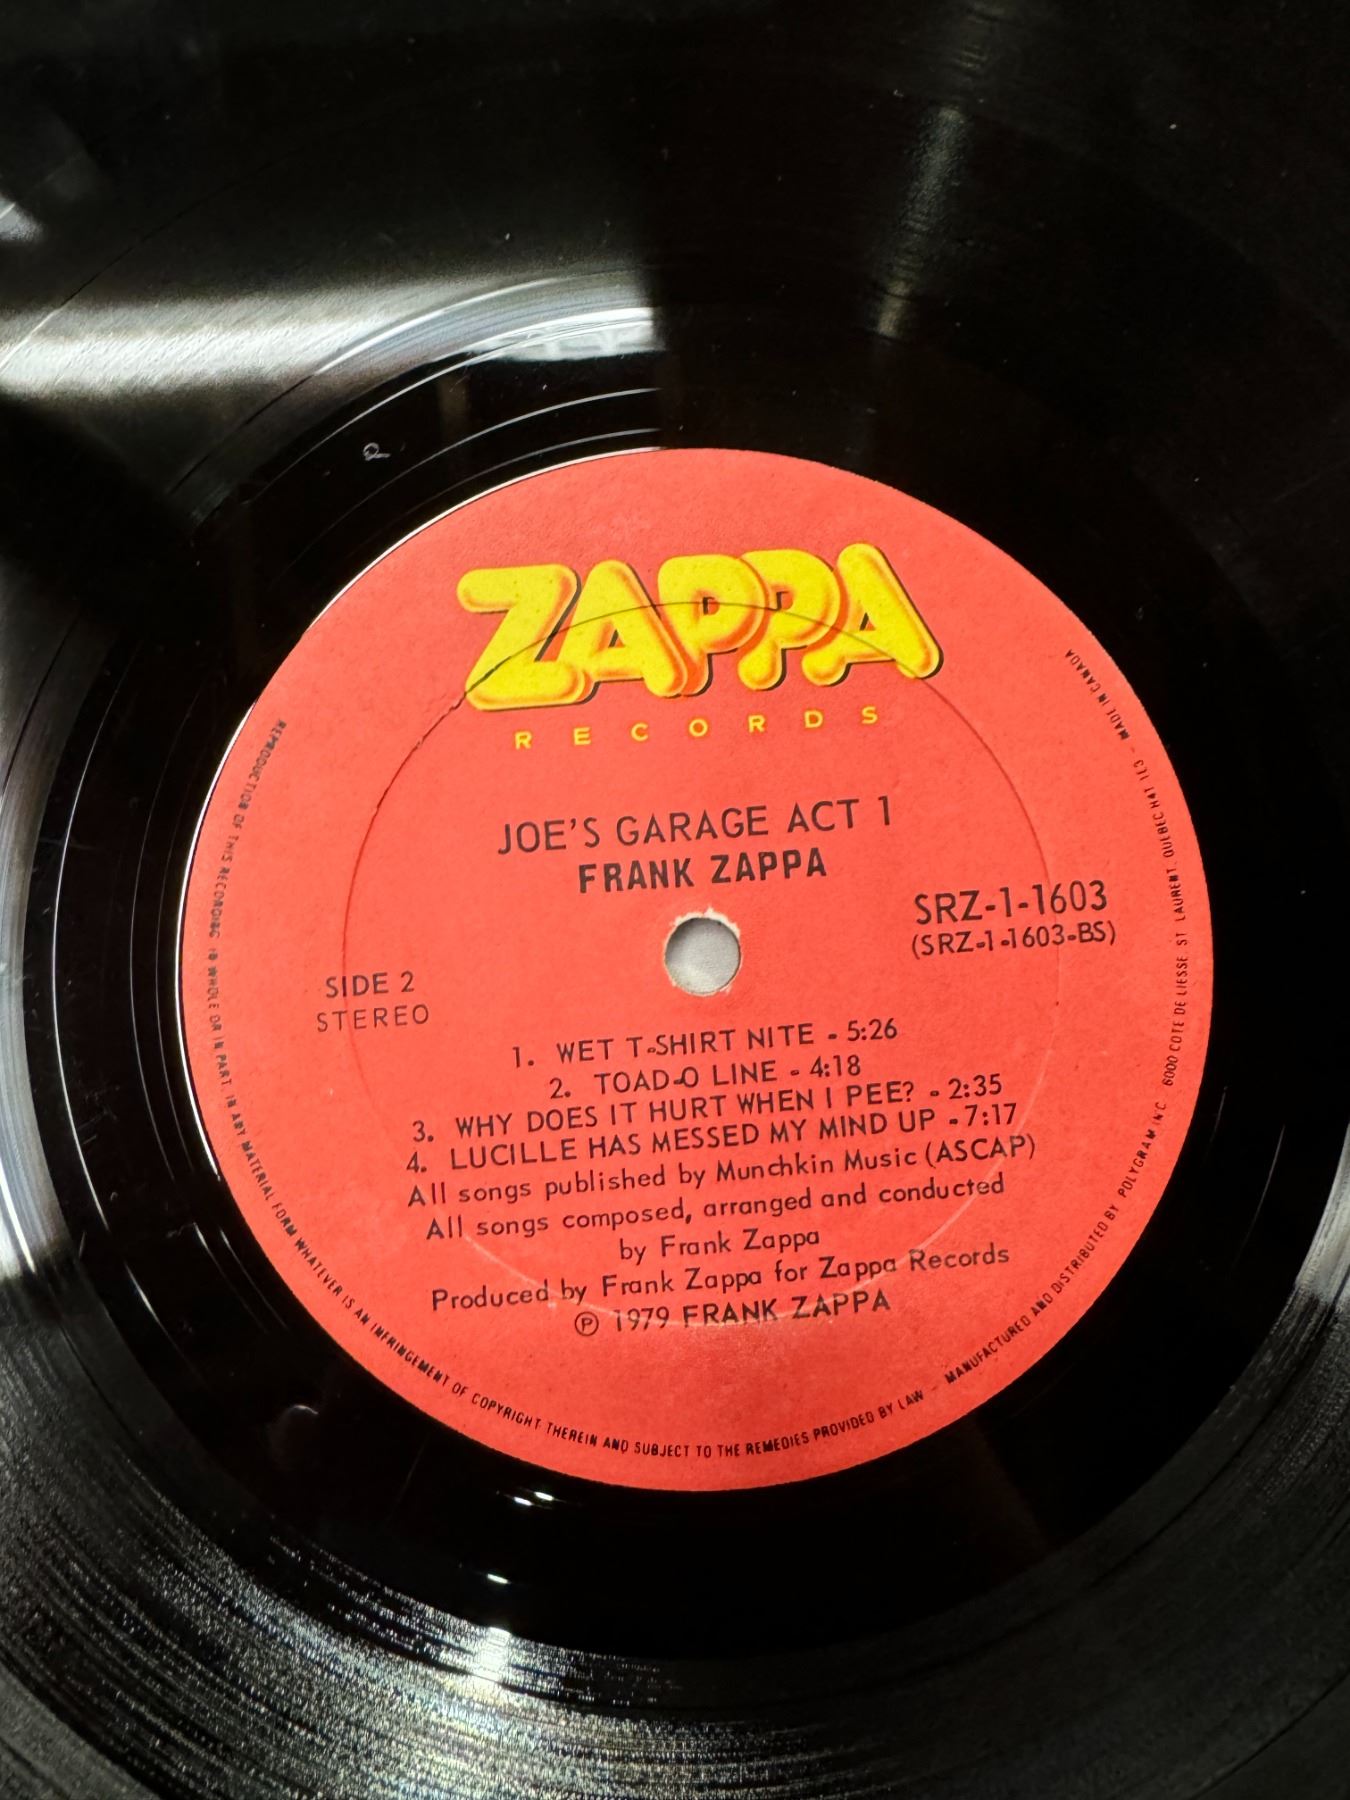 ZAPPA
RECORDS
JOE'S GARAGE ACT 1
FRANK ZAPPA
SRZ-1-1603
(SRZ-1-1603-BS)
SIDE 2
STEREO
1. WET T-SHIRT NITE - 5:26
2. TOAD-O LINE - 4:18
3. WHY DOES IT HURT WHEN I PEE? - 2:35
4. LUCILLE HAS MESSED MY MIND UP - 7:17
All songs published by Munchkin Music (ASCAP)
All songs composed, arranged and conducted
by Frank Zappa
Produced by Frank Zappa for Zappa Records
℗ 1979 FRANK ZAPPA
REPRODUCTION OF THIS RECORDING IN WHOLE OR IN PART, IN ANY MATERIAL FORM WHATEVER IS AN INFRINGEMENT OF COPYRIGHT THEREIN AND SUBJECT TO THE REMEDIES PROVIDED BY LAW - MANUFACTURED AND DISTRIBUTED BY POLYGRAM INC 6000 COTE DE LIESSE ST LAURENT, QUEBEC H4T 1E3 - MADE IN CANADA